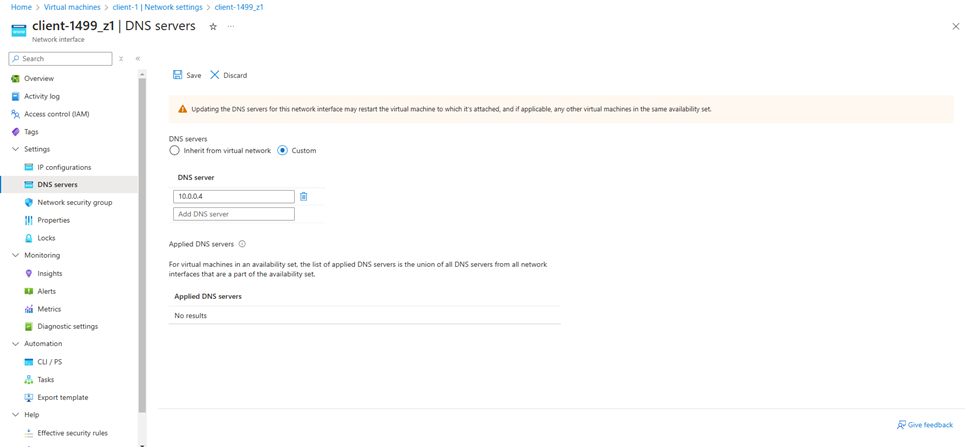 Home > Virtual machines > client-1 | Network settings > client-1499_z1
client-1499_z1 | DNS servers
Network interface
Search
Overview
Activity log
Access control (IAM)
Tags
Settings
IP configurations
DNS servers
Network security group
Properties
Locks
Monitoring
Insights
Alerts
Metrics
Diagnostic settings
Automation
CLI / PS
Tasks
Export template
Help
Effective security rules
Save Discard
Updating the DNS servers for this network interface may restart the virtual machine to which it's attached, and if applicable, any other virtual machines in the same availability set.
DNS servers
Inherit from virtual network Custom
DNS server
10.0.0.4
Add DNS server
Applied DNS servers
For virtual machines in an availability set, the list of applied DNS servers is the union of all DNS servers from all network
interfaces that are a part of the availability set.
Applied DNS servers
No results
Give feedback